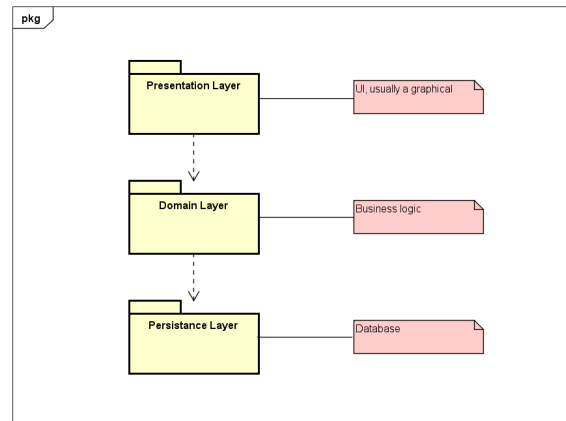 pkg
Presentation Layer
UI, usually a graphical
Domain Layer
Business logic
Persistance Layer
Database